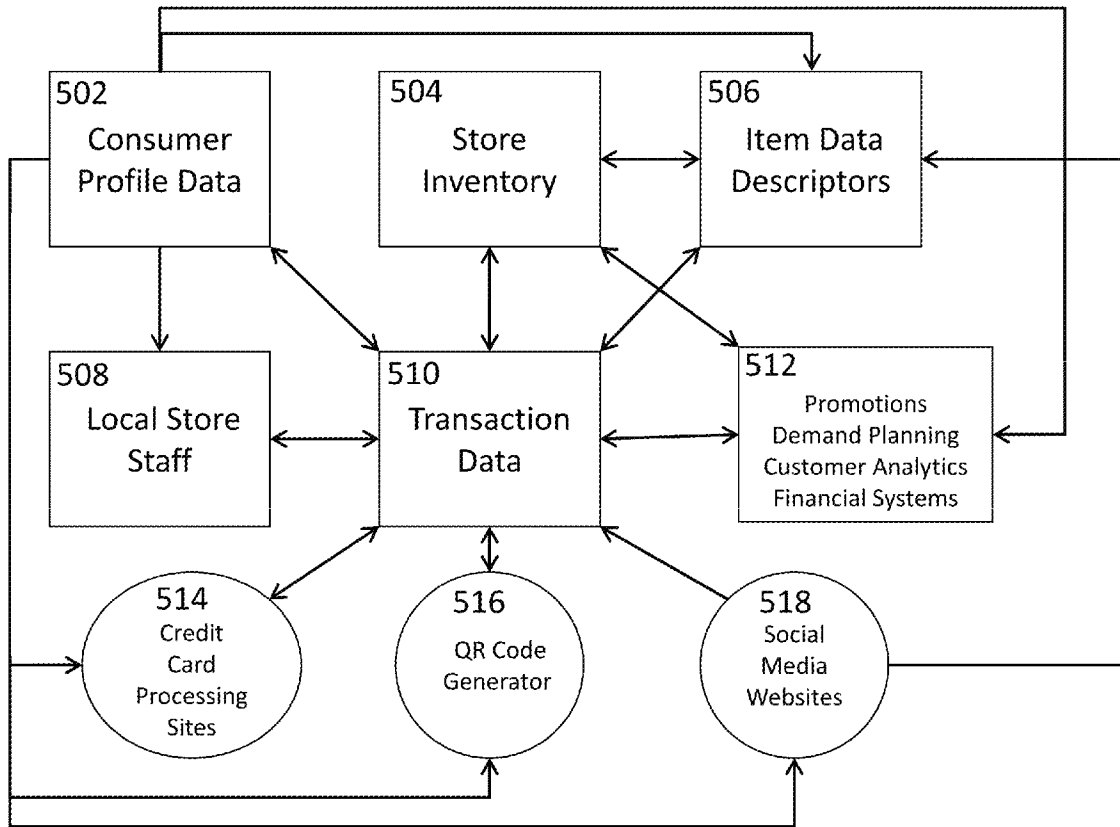 502
Consumer
Profile Data
504
Store
Inventory
506
Item Data
Descriptors
508
Local Store
Staff
510
Transaction
Data
512
Promotions
Demand Planning
Customer Analytics
Financial Systems
514
Credit
Card
Processing
Sites
516
QR Code
Generator
518
Social
Media
Websites